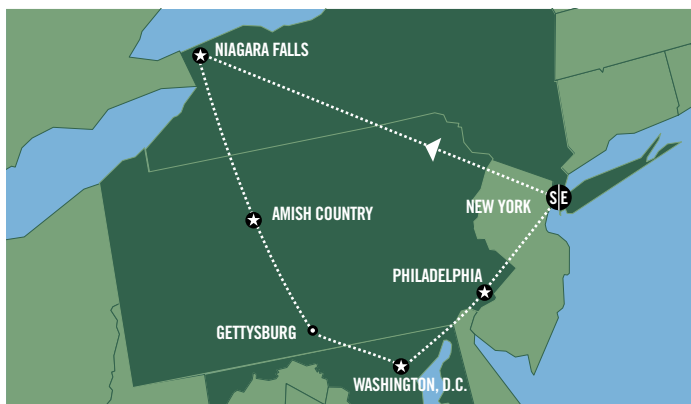 NIAGARA FALLS
S E
NEW YORK
AMISH COUNTRY
PHILADELPHIA
GETTYSBURG
WASHINGTON, D.C.